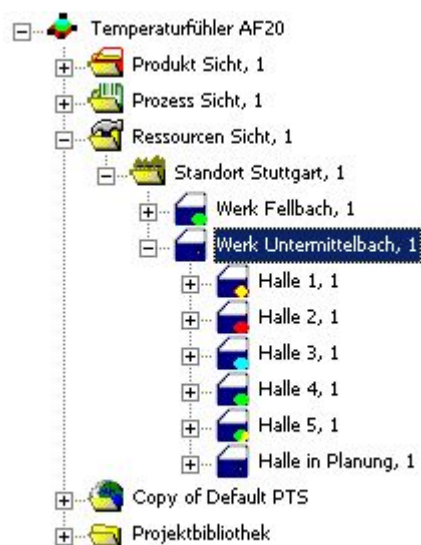 Temperaturfühler AF20
Produkt Sicht, 1
Prozess Sicht, 1
Ressourcen Sicht, 1
Standort Stuttgart, 1
Werk Fellbach, 1
Werk Untermittelbach, 1
Halle 1, 1
Halle 2, 1
Halle 3, 1
Halle 4, 1
Halle 5, 1
Halle in Planung, 1
Copy of Default PTS
Projektbibliothek